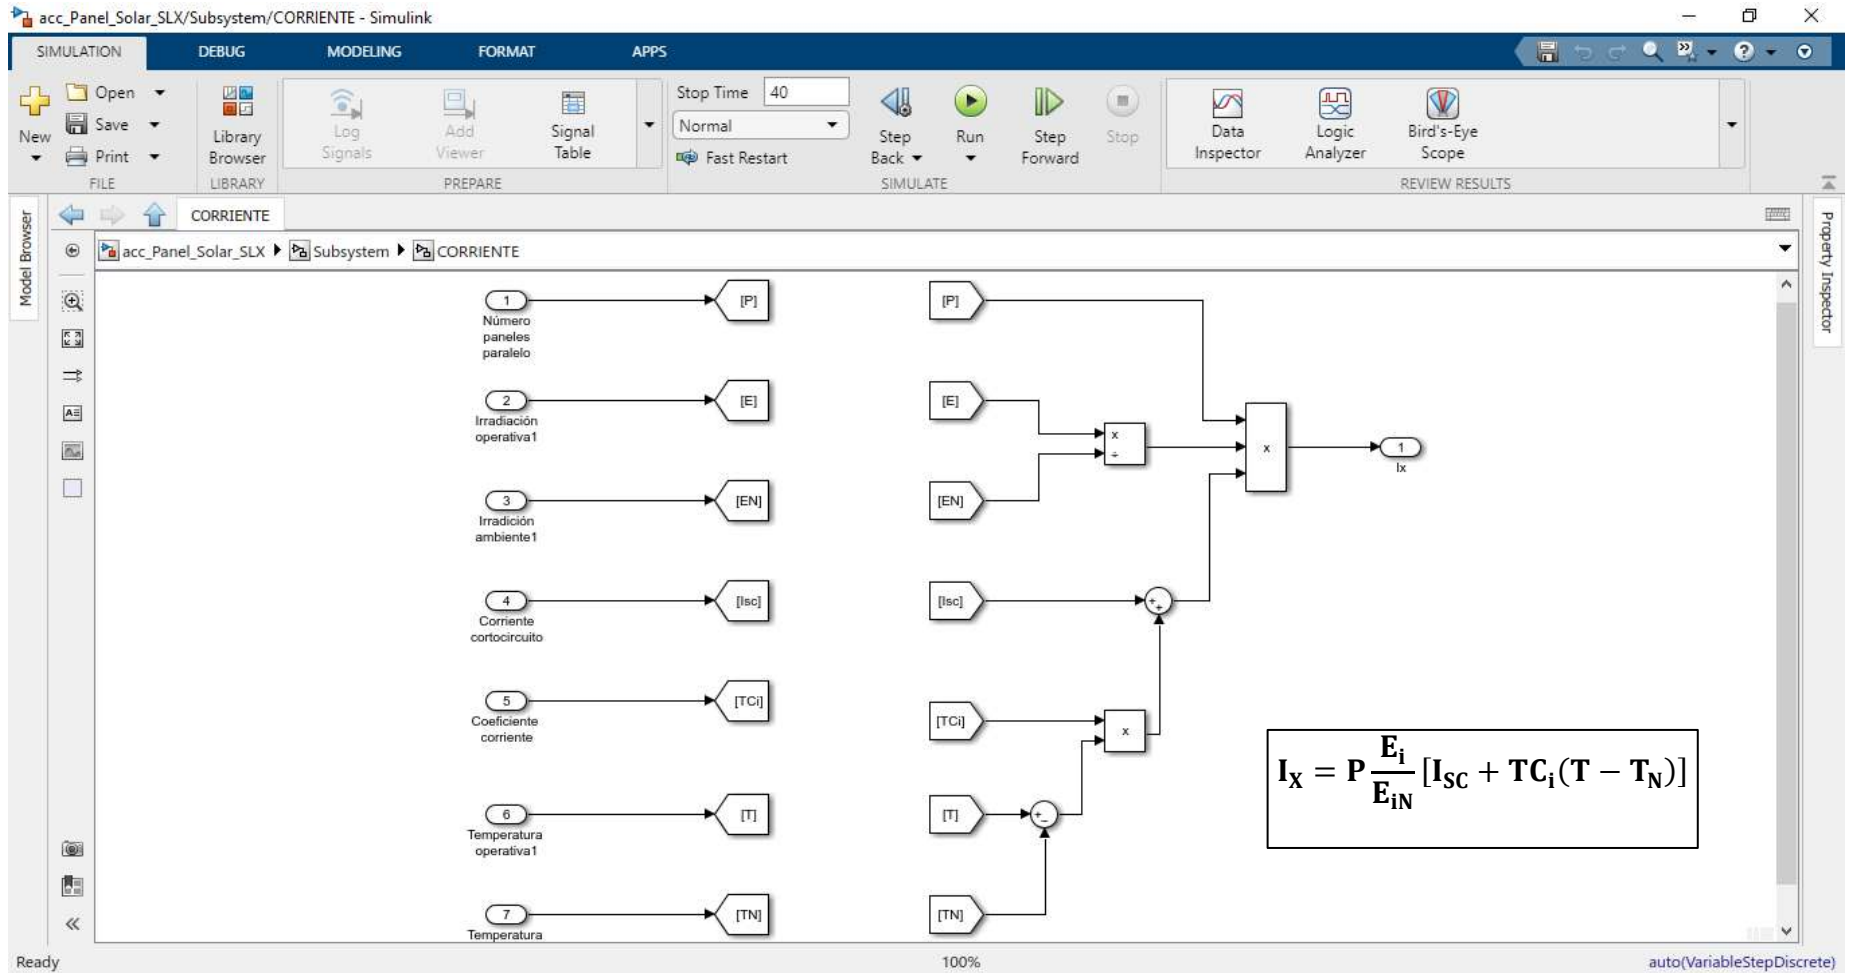 acc_Panel_Solar_SLX/Subsystem/CORRIENTE - Simulink
SIMULATION DEBUG MODELING FORMAT APPS
New
Open
Save
Print
FILE
Library
Browser
LIBRARY
Log
Signals
Add
Viewer
Signal
Table
PREPARE
Stop Time 40
Normal
Fast Restart
Step
Back
Run
Step
Forward
Stop
SIMULATE
Data
Inspector
Logic
Analyzer
Bird's-Eye
Scope
REVIEW RESULTS
Model Browser
Property Inspector
CORRIENTE
acc_Panel_Solar_SLX Subsystem CORRIENTE
1
Número
paneles
paralelo
[P]
[P]
2
Irradiación
operativa1
[E]
[E]
x
÷
x
1
Ix
3
Irradición
ambiente1
[EN]
[EN]
4
Corriente
cortocircuito
[Isc]
[Isc]
+
+
5
Coeficiente
corriente
[TCi]
[TCi]
x
6
Temperatura
operativa1
[T]
[T]
+
-
7
Temperatura
[TN]
[TN]
I_X = P E_i/E_iN [I_SC + TC_i(T − T_N)]
Ready 100% auto(VariableStepDiscrete)